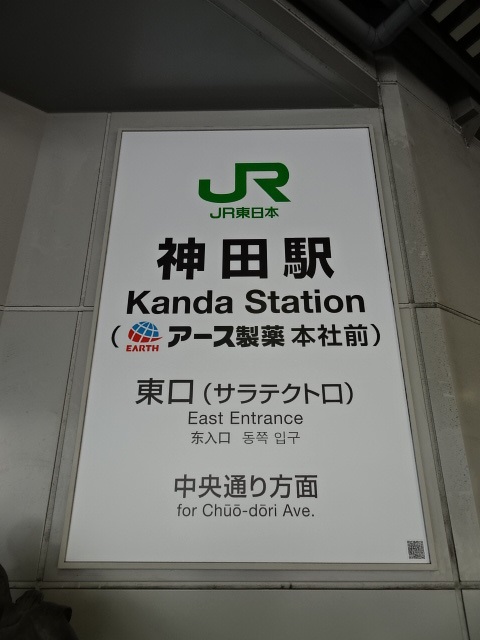 JR
JR東日本
神田駅
Kanda Station
(EARTH アース製薬 本社前)
東口(サラテクト口)
East Entrance
东入口 동쪽 입구
中央通り方面
for Chūō-dōri Ave.